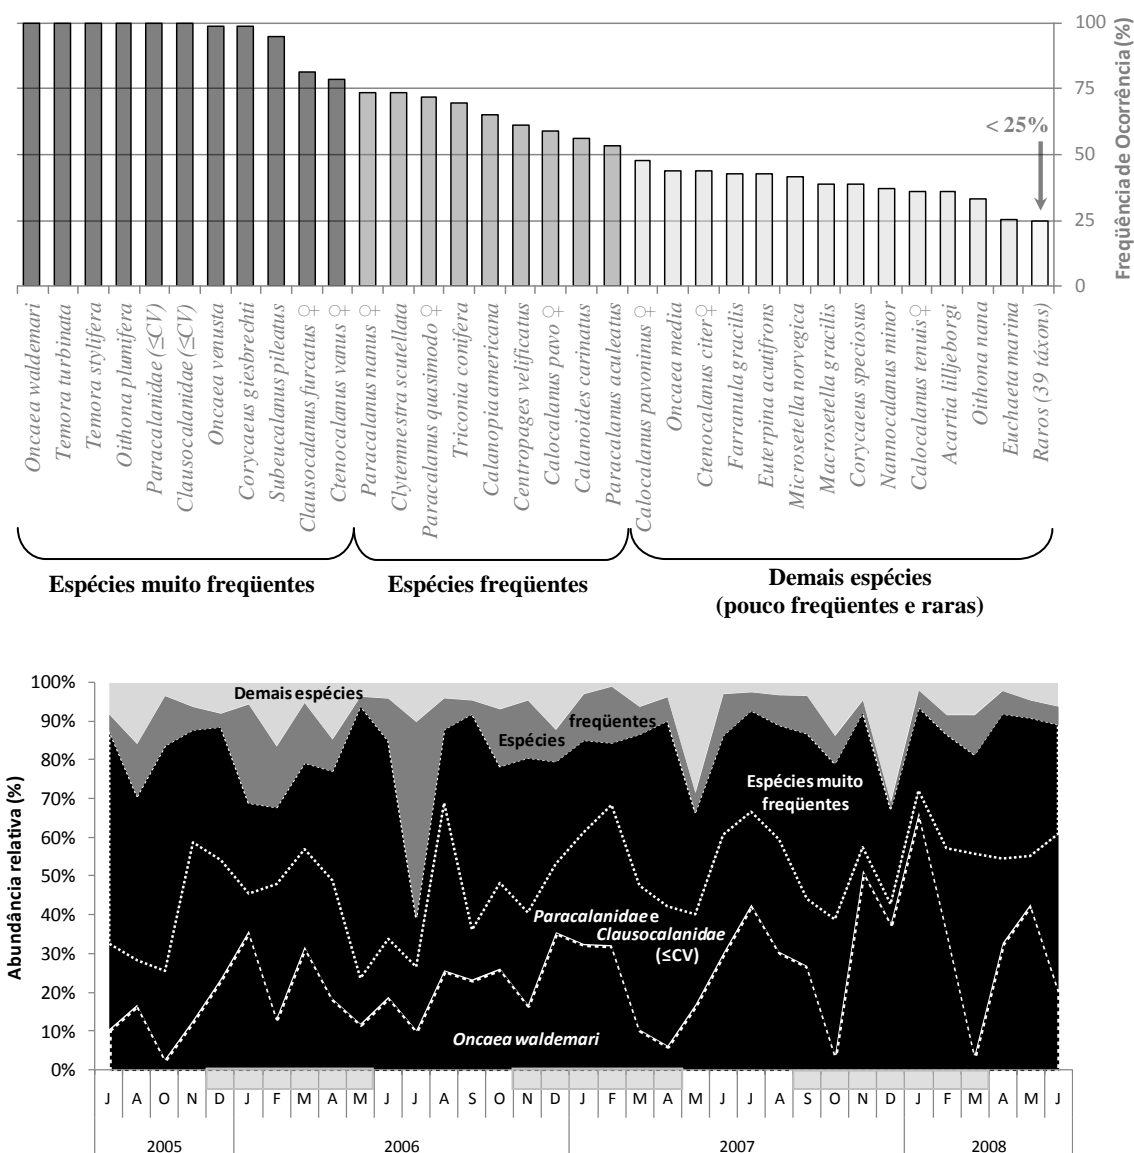 100
75
50
25
0
Freqüência de Ocorrência (%)
< 25%
Oncaea waldemari
Temora turbinata
Temora stylifera
Oithona plumifera
Paracalanidae (≤CV)
Clausocalanidae (≤CV)
Oncaea venusta
Corycaeus giesbrechti
Subeucalanus pileatus
Clausocalanus furcatus ♀
Ctenocalanus vanus ♀
Paracalanus nanus ♀
Clytemnestra scutellata
Paracalanus quasimodo ♀
Triconia conifera
Calanopia americana
Centropages velificatus
Calocalanus pavo ♀
Calanoides carinatus
Paracalanus aculeatus
Calocalanus pavoninus ♀
Oncaea media
Ctenocalanus citer ♀
Farranula gracilis
Euterpina acutifrons
Microsetella norvegica
Macrosetella gracilis
Corycaeus speciosus
Nannocalanus minor
Calocalanus tenuis ♀
Acartia lilljeborgi
Oithona nana
Euchaeta marina
Raros (39 táxons)
Espécies muito freqüentes
Espécies freqüentes
Demais espécies
(pouco freqüentes e raras)
Abundância relativa (%)
100%
90%
80%
70%
60%
50%
40%
30%
20%
10%
0%
Demais espécies
Espécies freqüentes
Espécies muito
freqüentes
Paracalanidae e
Clausocalanidae
(≤CV)
Oncaea waldemari
J A O N D J F M A M J J A S O N D J F M A M J J A S O N D J F M A M J
2005 2006 2007 2008